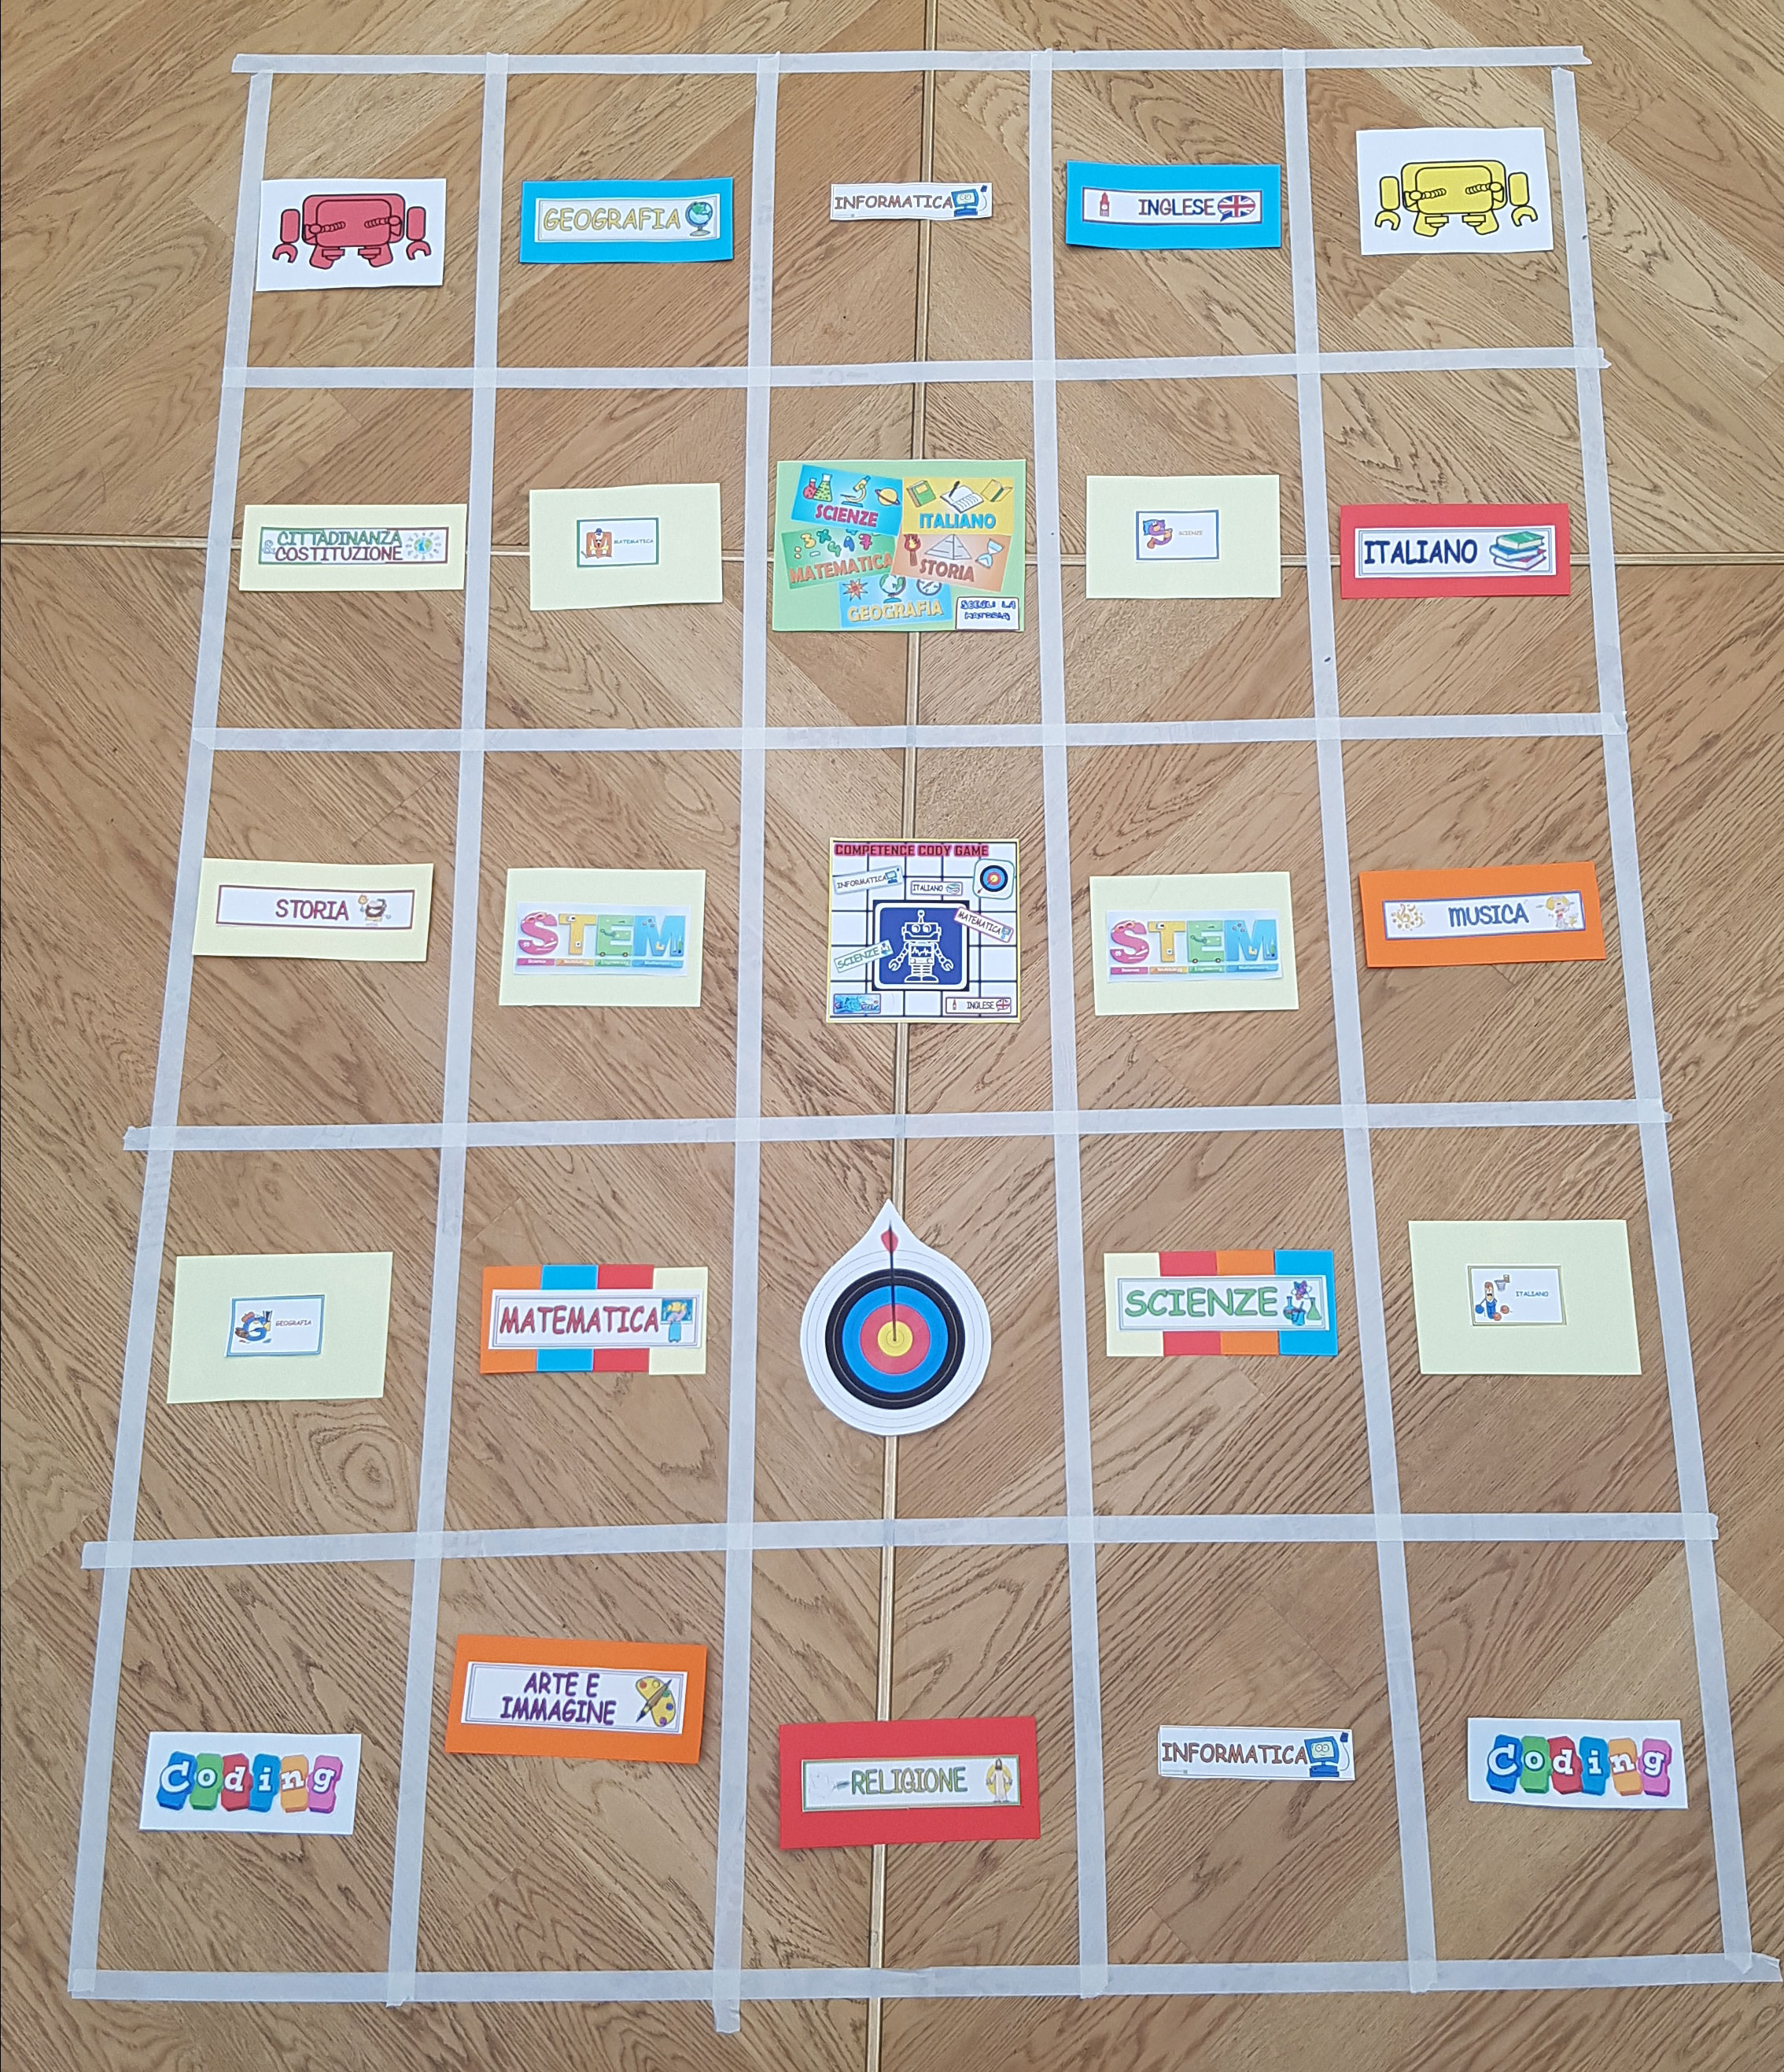 GEOGRAFIA
INFORMATICA
INGLESE
CITTADINANZA
& COSTITUZIONE
MATEMATICA
SCIENZE
ITALIANO
MATEMATICA
STORIA
GEOGRAFIA
SCEGLI LA
MATERIA
SCIENZE
ITALIANO
STORIA
STEM
COMPETENCE CODY GAME
INFORMATICA
ITALIANO
MATEMATICA
SCIENZE
INGLESE
STEM
MUSICA
GEOGRAFIA
MATEMATICA
SCIENZE
ITALIANO
Coding
ARTE E
IMMAGINE
RELIGIONE
INFORMATICA
Coding